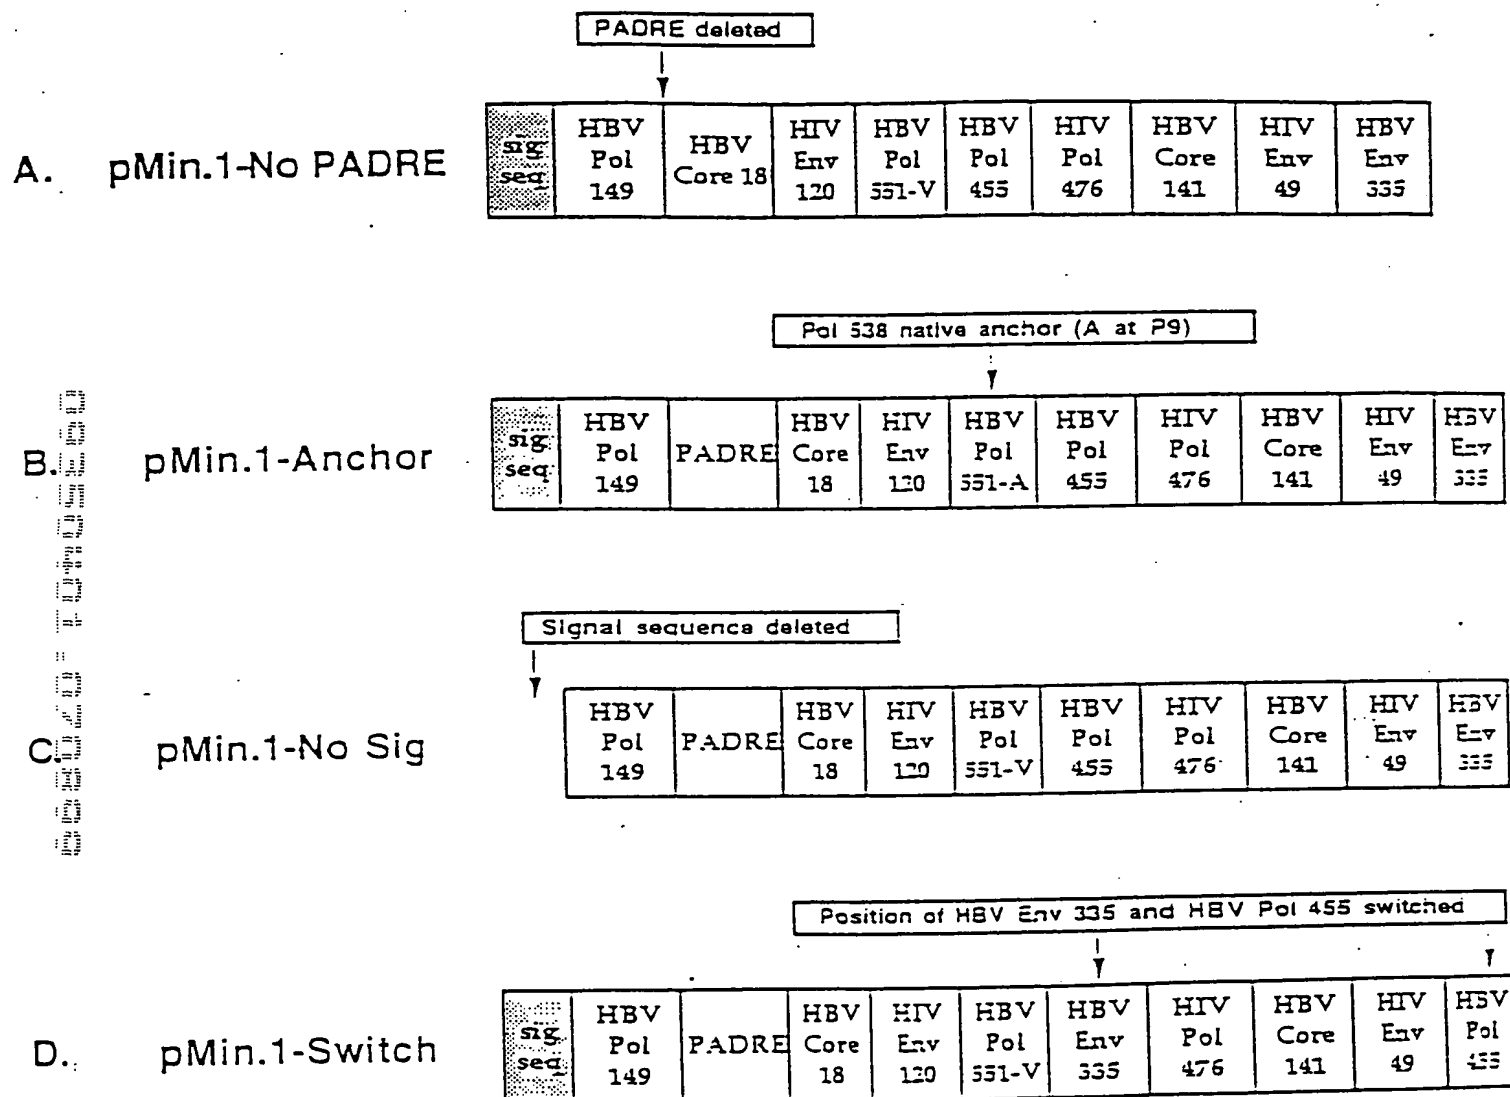 PADRE deleted
A. pMin.1-No PADRE
sig seq
HBV Pol 149
HBV Core 18
HIV Env 120
HBV Pol 551-V
HBV Pol 455
HIV Pol 476
HBV Core 141
HIV Env 49
HBV Env 335
Pol 538 native anchor (A at P9)
B. pMin.1-Anchor
sig seq
HBV Pol 149
PADRE
HBV Core 18
HIV Env 120
HBV Pol 551-A
HBV Pol 455
HIV Pol 476
HBV Core 141
HIV Env 49
HBV Env 335
Signal sequence deleted
C. pMin.1-No Sig
HBV Pol 149
PADRE
HBV Core 18
HIV Env 120
HBV Pol 551-V
HBV Pol 455
HIV Pol 476
HBV Core 141
HIV Env 49
HBV Env 335
Position of HBV Env 335 and HBV Pol 455 switched
D. pMin.1-Switch
sig seq
HBV Pol 149
PADRE
HBV Core 18
HIV Env 120
HBV Pol 551-V
HBV Env 335
HIV Pol 476
HBV Core 141
HIV Env 49
HBV Pol 455